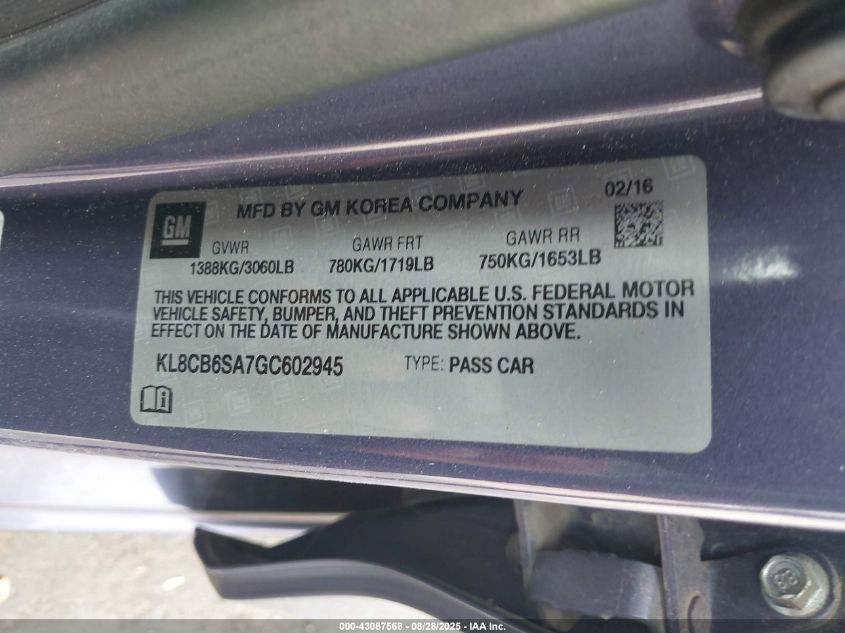 GM
MFD BY GM KOREA COMPANY
02/16
GVWR GAWR FRT GAWR RR
1388KG/3060LB 780KG/1719LB 750KG/1653LB
THIS VEHICLE CONFORMS TO ALL APPLICABLE U.S. FEDERAL MOTOR
VEHICLE SAFETY, BUMPER, AND THEFT PREVENTION STANDARDS IN
EFFECT ON THE DATE OF MANUFACTURE SHOWN ABOVE.
KL8CB6SA7GC602945 TYPE: PASS CAR
000-43087568 - 08/28/2025 - IAA Inc.